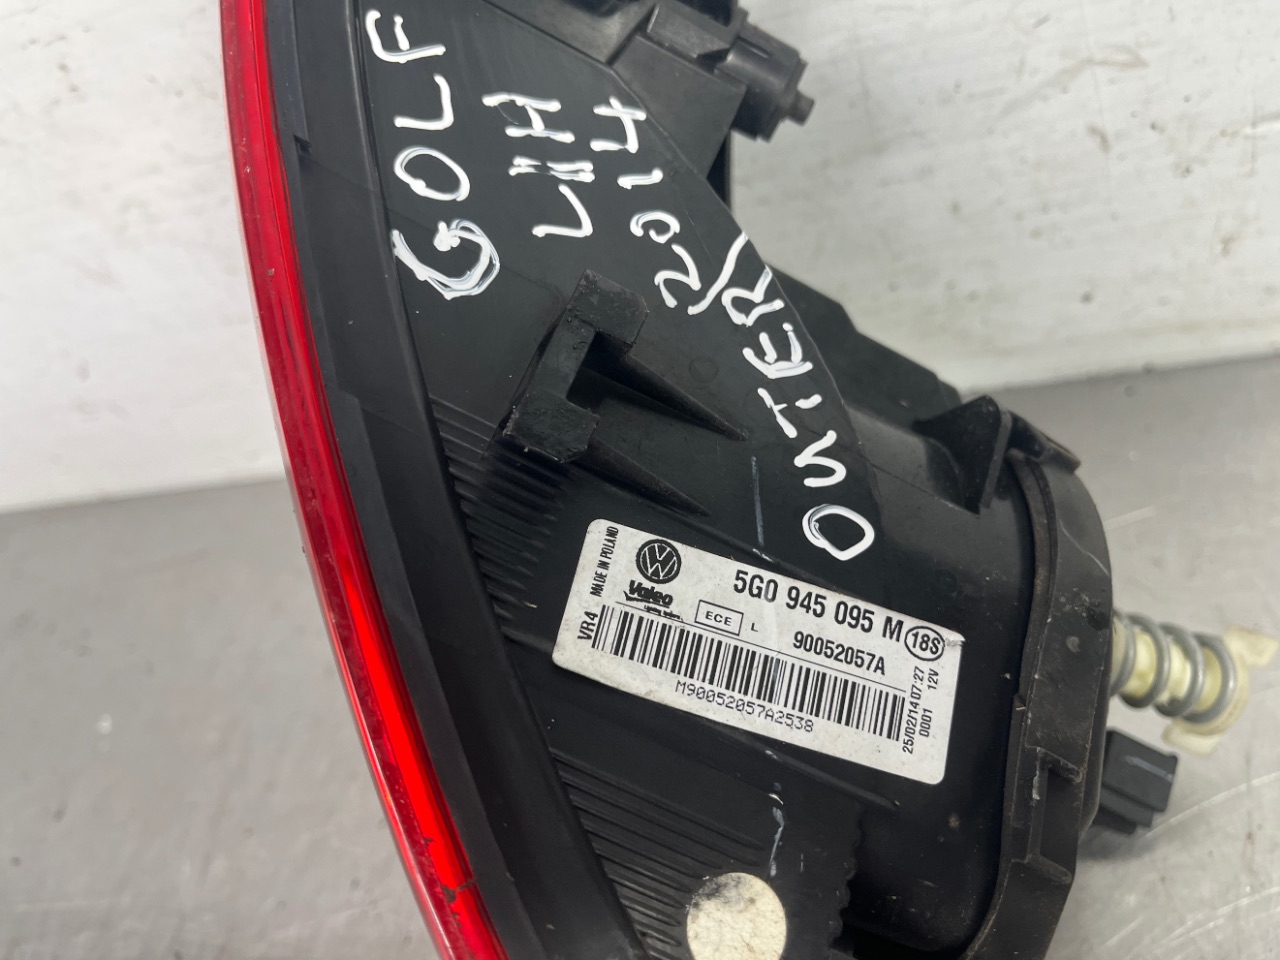 GOLF
LHH
2014
OUTER
MADE IN POLAND
Valeo
5G0 945 095 M
18S
ECE
L
90052057A
VR4
M90052057A2538
25/02/14 07:27
0001 12V